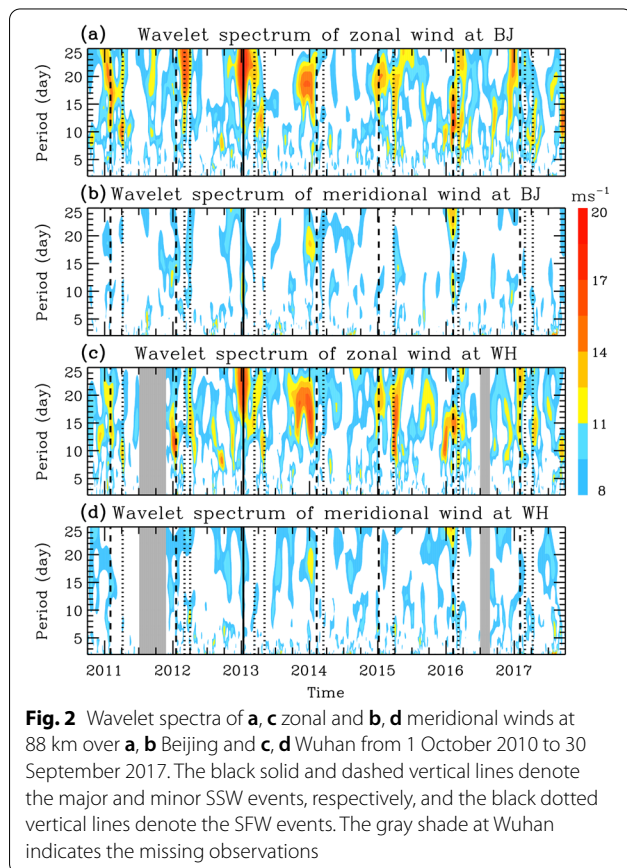 (a) Wavelet spectrum of zonal wind at BJ
25
20
15
10
5
Period (day)
(b) Wavelet spectrum of meridional wind at BJ
25
20
15
10
5
Period (day)
(c) Wavelet spectrum of zonal wind at WH
25
20
15
10
5
Period (day)
(d) Wavelet spectrum of meridional wind at WH
25
20
15
10
5
Period (day)
2011 2012 2013 2014 2015 2016 2017
Time
ms⁻¹
20
17
14
11
8
Fig. 2 Wavelet spectra of a, c zonal and b, d meridional winds at
88 km over a, b Beijing and c, d Wuhan from 1 October 2010 to 30
September 2017. The black solid and dashed vertical lines denote
the major and minor SSW events, respectively, and the black dotted
vertical lines denote the SFW events. The gray shade at Wuhan
indicates the missing observations